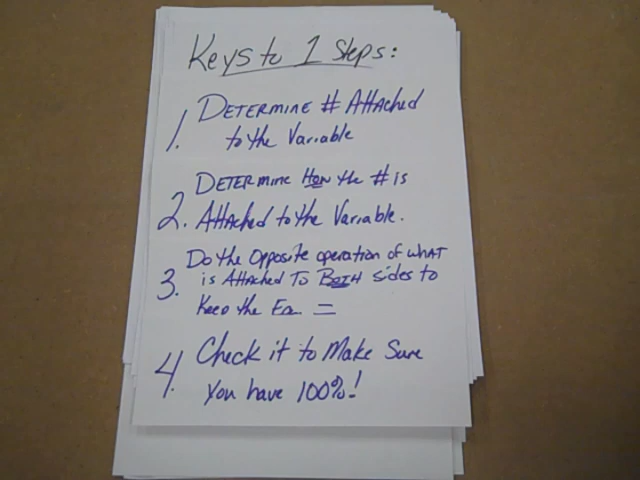 Keys to 1 Steps:
1. DETERMINE # Attached
to the Variable
DETERmine How the # is
2. Attached to the Variable.
Do the Opposite operation of what
is Attached To Both sides to
3. Keep the Eq. =
4. Check it to Make Sure
You have 100%!